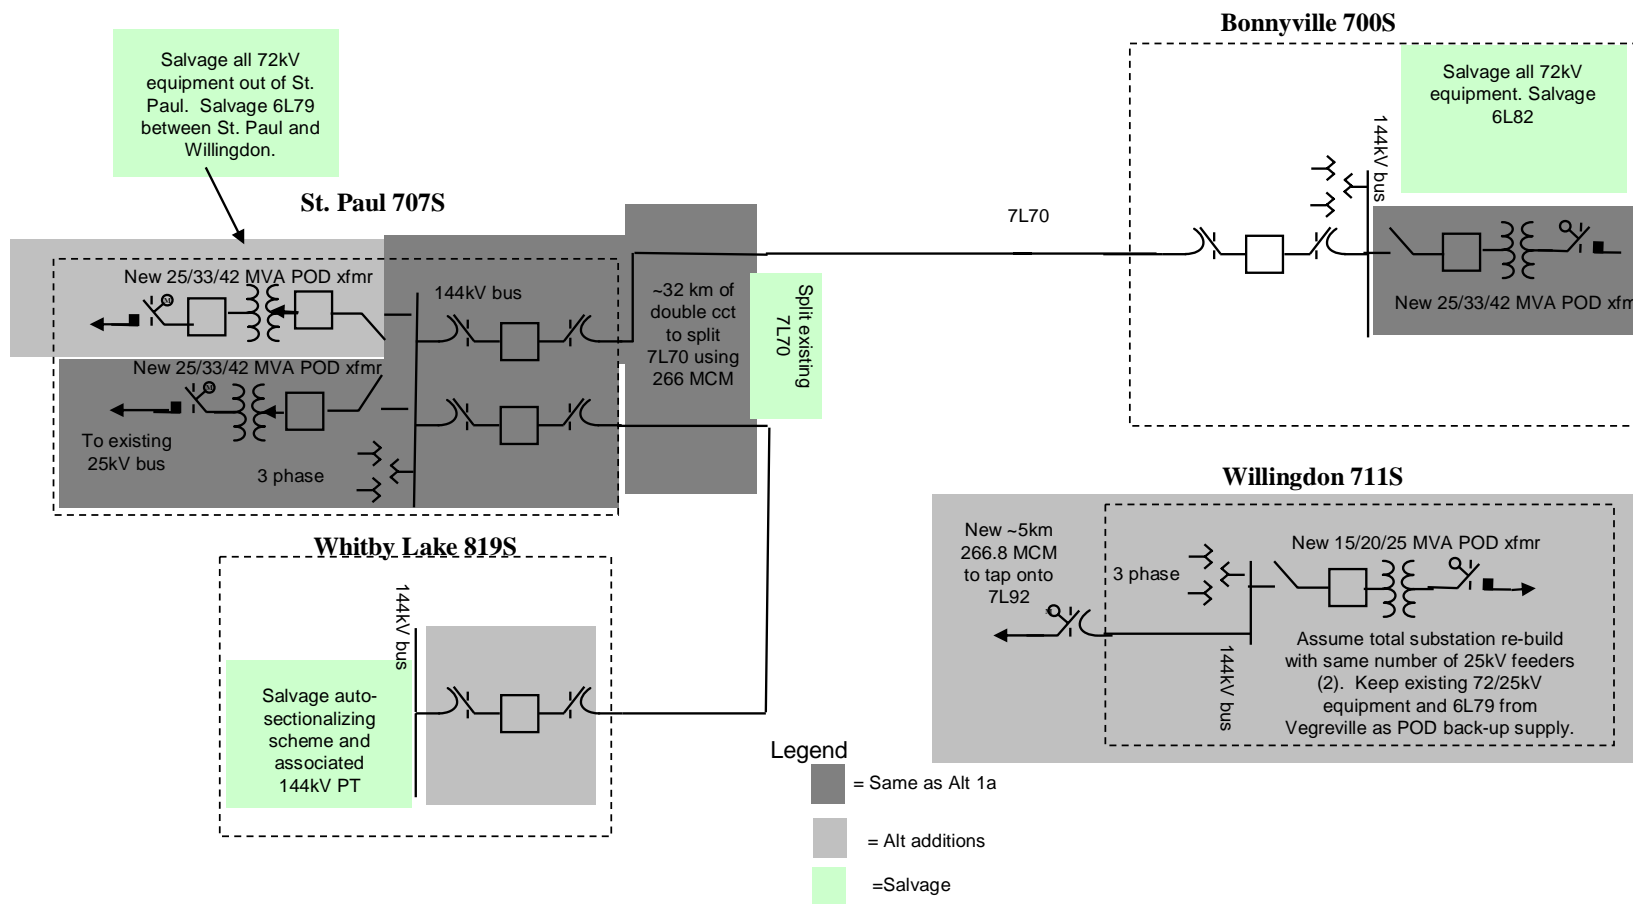 Bonnyville 700S
Salvage all 72kV
equipment out of St.
Paul. Salvage 6L79
between St. Paul and
Willingdon.
Salvage all 72kV
equipment. Salvage
6L82
144kV bus
St. Paul 707S
7L70
New 25/33/42 MVA POD xfmr
M
144kV bus
~32 km of
double cct
to split
7L70 using
266 MCM
Split existing
7L70
New 25/33/42 MVA POD xfm
New 25/33/42 MVA POD xfmr
M
To existing
25kV bus
3 phase
Willingdon 711S
New ~5km
266.8 MCM
to tap onto
7L92
3 phase
New 15/20/25 MVA POD xfmr
144kV bus
Assume total substation re-build
with same number of 25kV feeders
(2). Keep existing 72/25kV
equipment and 6L79 from
Vegreville as POD back-up supply.
Whitby Lake 819S
144kV bus
Salvage auto-
sectionalizing
scheme and
associated
144kV PT
Legend
= Same as Alt 1a
= Alt additions
=Salvage